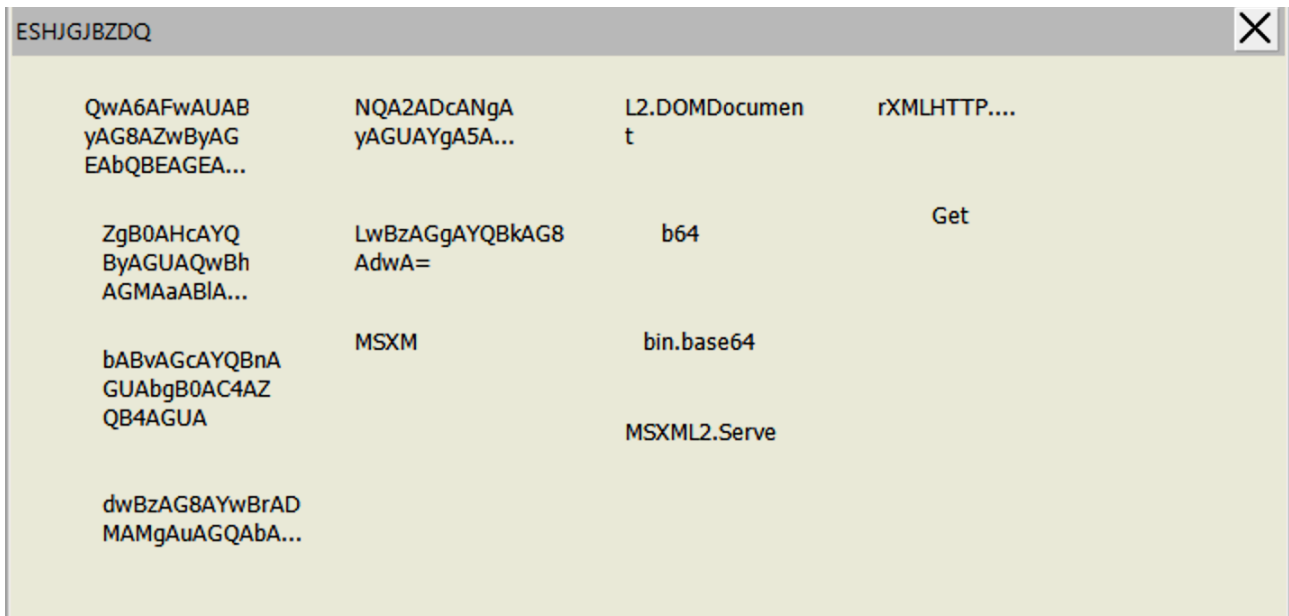 ESHJGJBZDQ
QwA6AFwAUAB
yAG8AZwByAG
EAbQBEAGEA...
ZgB0AHcAYQ
ByAGUAQwBh
AGMAaABlA...
bABvAGcAYQBnA
GUAbgB0AC4AZ
QB4AGUA
dwBzAG8AYwBrAD
MAMgAuAGQAbA...
NQA2ADcANgA
yAGUAYgA5A...
LwBzAGgAYQBkAG8
AdwA=
MSXM
L2.DOMDocumen
t
b64
bin.base64
MSXML2.Serve
rXMLHTTP....
Get